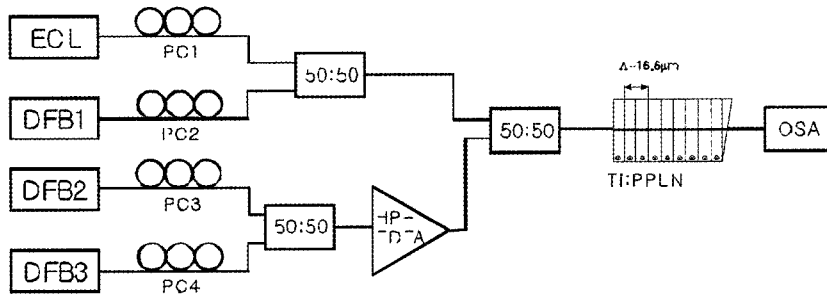 ECL
PC1
50:50
DFB1
PC2
Λ~16.6μm
50:50
OSA
Ti:PPLN
DFB2
PC3
50:50
DFB3
PC4